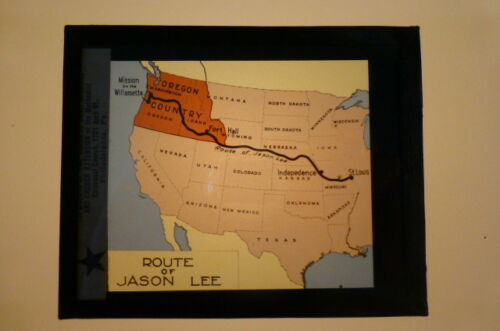 OREGON
COUNTRY
WASHINGTON
OREGON
IDAHO
Mission
on the
Willamette
Fort Hall
MONTANA
WYOMING
NORTH DAKOTA
SOUTH DAKOTA
MINNESOTA
WISCONSIN
NEBRASKA
IOWA
Route of Jason Lee
Independence
KANSAS
MISSOURI
St. Louis
NEVADA
UTAH
COLORADO
CALIFORNIA
ARIZONA
NEW MEXICO
OKLAHOMA
ARKANSAS
TEXAS
ROUTE
OF
JASON LEE